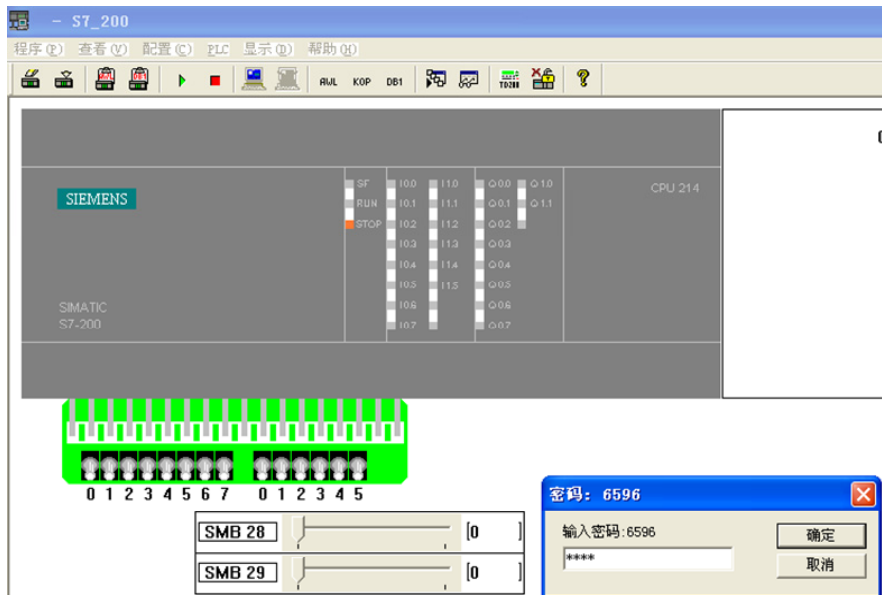 - S7_200
程序(P) 查看(V) 配置(C) PLC 显示(D) 帮助(H)
AWL KOP DB1 TD200
SIEMENS
CPU 214
SF I0.0 I1.0 Q0.0 Q1.0
RUN I0.1 I1.1 Q0.1 Q1.1
STOP I0.2 I1.2 Q0.2
I0.3 I1.3 Q0.3
I0.4 I1.4 Q0.4
I0.5 I1.5 Q0.5
I0.6 Q0.6
I0.7 Q0.7
SIMATIC
S7-200
0 1 2 3 4 5 6 7 0 1 2 3 4 5
SMB 28 [0 ]
SMB 29 [0 ]
密码: 6596
输入密码:6596
****
确定
取消